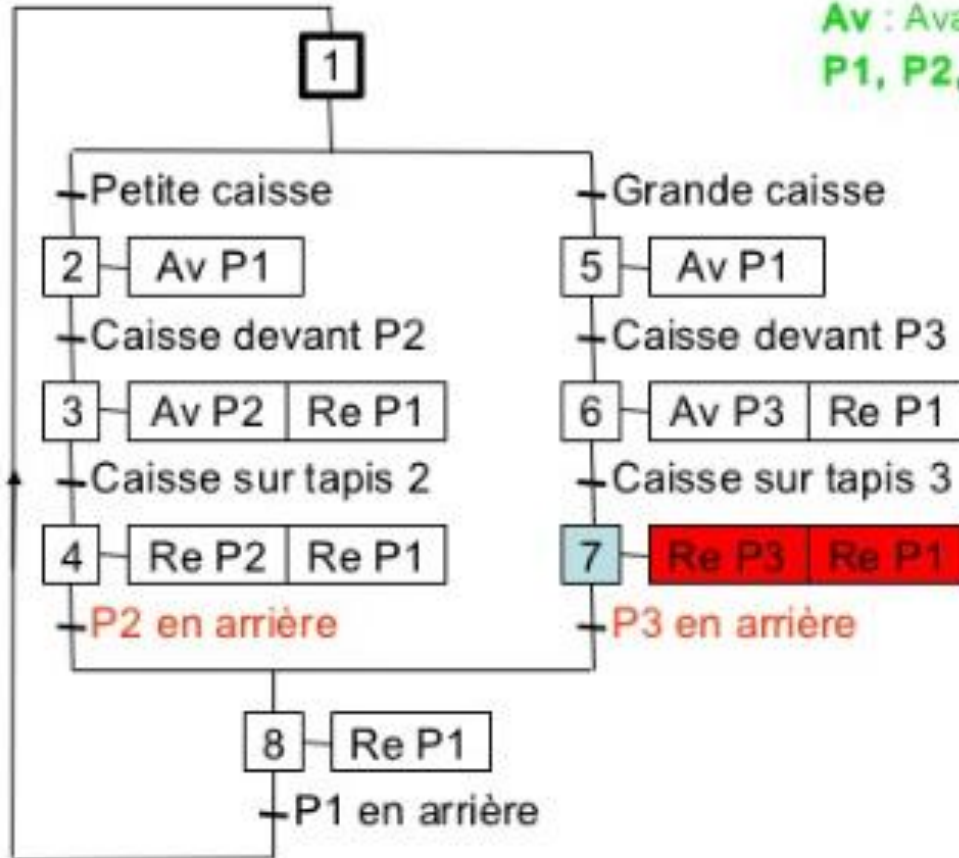 Av : Ava
P1, P2,
1
Petite caisse Grande caisse
2 Av P1 5 Av P1
Caisse devant P2 Caisse devant P3
3 Av P2 Re P1 6 Av P3 Re P1
Caisse sur tapis 2 Caisse sur tapis 3
4 Re P2 Re P1 7 Re P3 Re P1
P2 en arrière P3 en arrière
8 Re P1
P1 en arrière